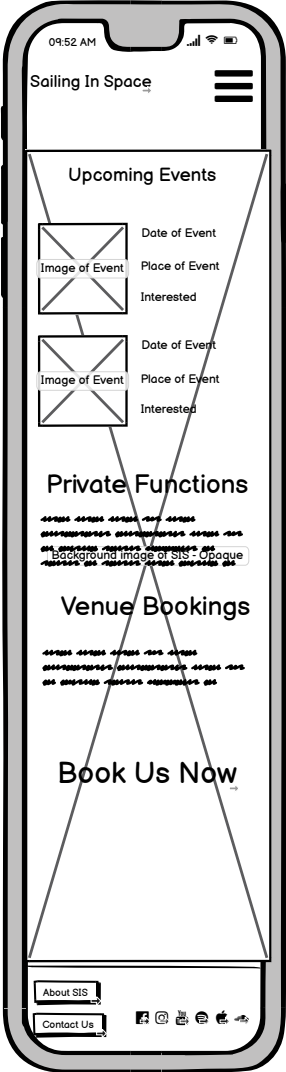 09:52 AM
Sailing In Space
Upcoming Events
Date of Event
Image of Event
Place of Event
Interested
Date of Event
Image of Event
Place of Event
Interested
Private Functions
Background image of SIS - Opaque
Venue Bookings
Book Us Now
About SIS
Contact Us